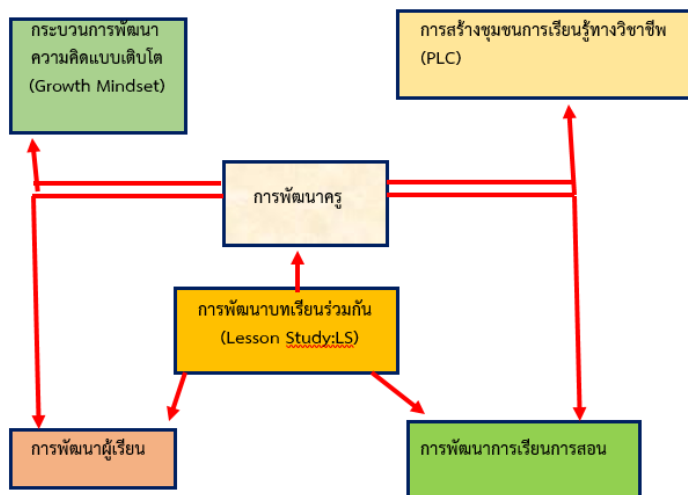 กระบวนการพัฒนา
ความคิดแบบเติบโต
(Growth Mindset)
การสร้างชุมชนการเรียนรู้ทางวิชาชีพ
(PLC)
การพัฒนาครู
การพัฒนาบทเรียนร่วมกัน
(Lesson Study:LS)
การพัฒนาผู้เรียน
การพัฒนาการเรียนการสอน